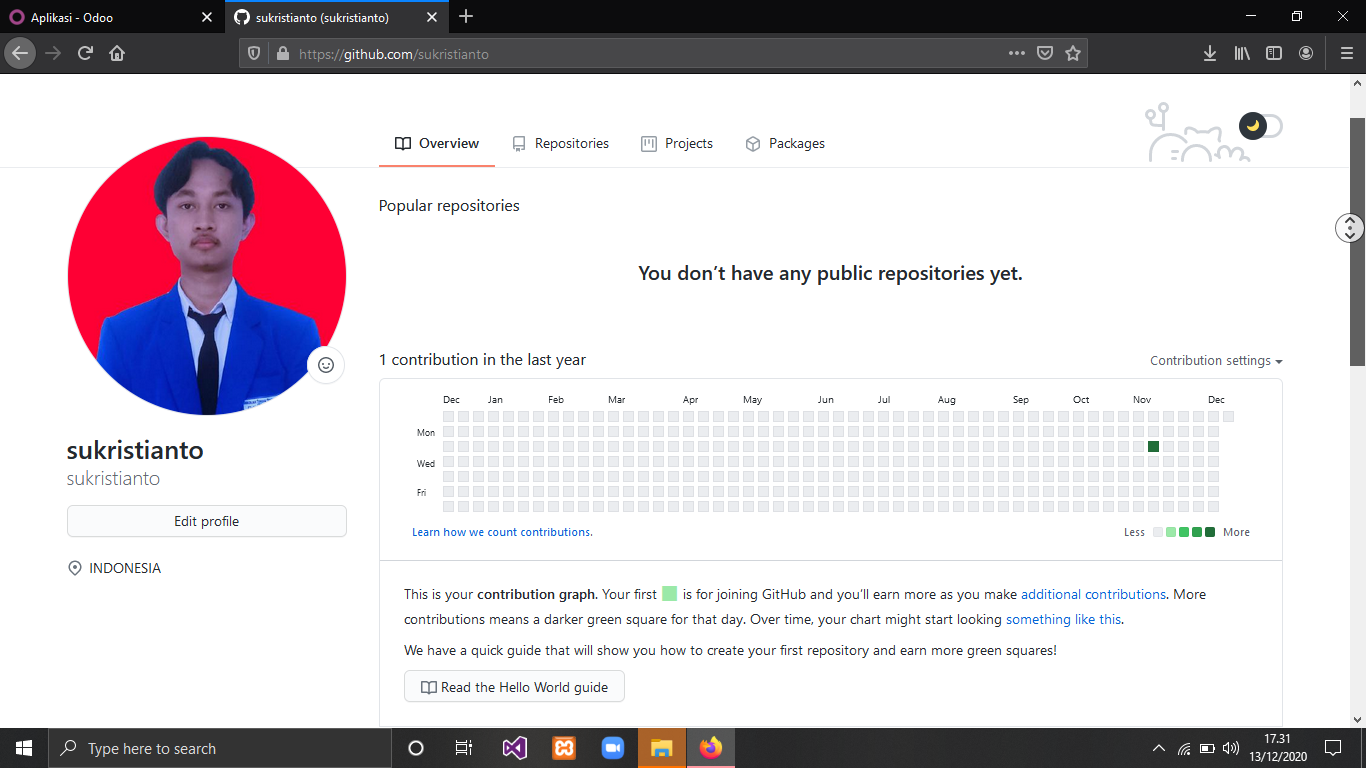 Aplikasi - Odoo
sukristianto (sukristianto)
https://github.com/sukristianto
Overview
Repositories
Projects
Packages
Popular repositories
You don’t have any public repositories yet.
1 contribution in the last year
Contribution settings
Dec Jan Feb Mar Apr May Jun Jul Aug Sep Oct Nov Dec
Mon
Wed
Fri
Learn how we count contributions.
Less
More
sukristianto
sukristianto
Edit profile
INDONESIA
This is your contribution graph. Your first is for joining GitHub and you’ll earn more as you make additional contributions. More
contributions means a darker green square for that day. Over time, your chart might start looking something like this.
We have a quick guide that will show you how to create your first repository and earn more green squares!
Read the Hello World guide
Type here to search
17.31
13/12/2020